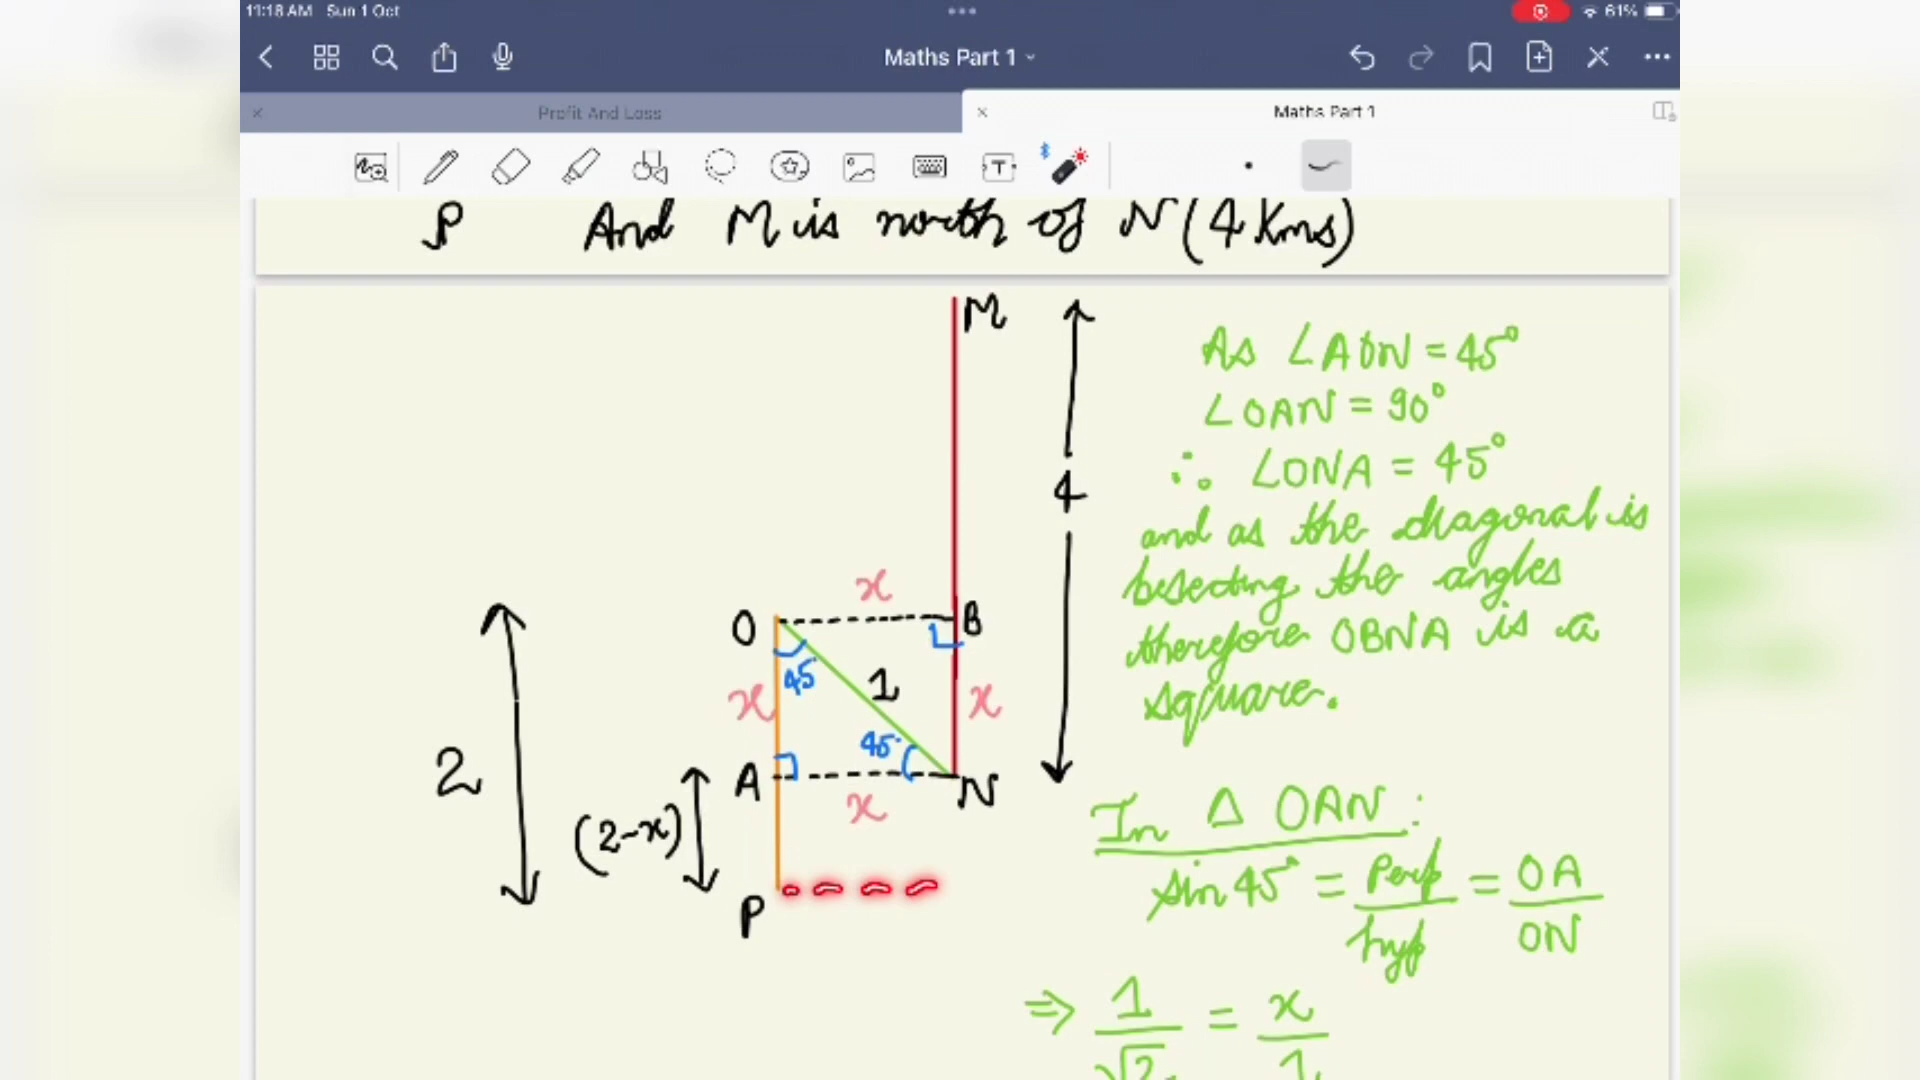 11:18 AM Sun 1 Oct
61%
Maths Part 1
Profit And Loss
Maths Part 1
T
P And M is north of N (4 Kms)
M
4
As ∠AON = 45°
∠OAN = 90°
∴ ∠ONA = 45°
and as the diagonal is
bisecting the angles
therefore OBNA is a
square.
x
O B
45°
x 1 x
2
45°
A N
x
(2-x)
P
In Δ OAN :
sin 45° = Perp/hyp = OA/ON
⇒ 1/√2 = x/1